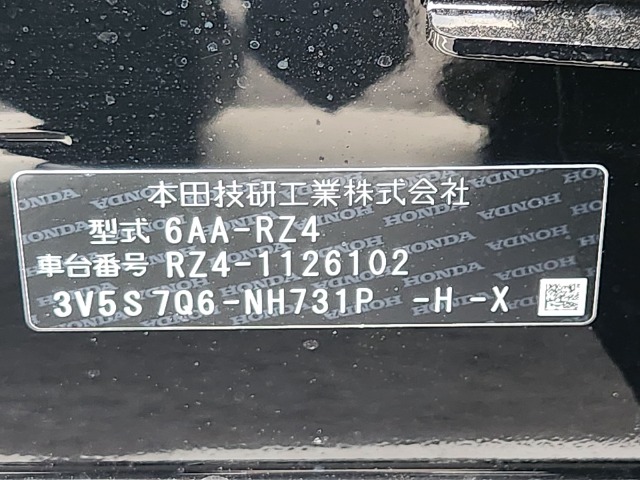 本田技研工業株式会社
型式 6AA-RZ4
車台番号 RZ4-1126102
3V5S 7Q6-NH731P -H -X